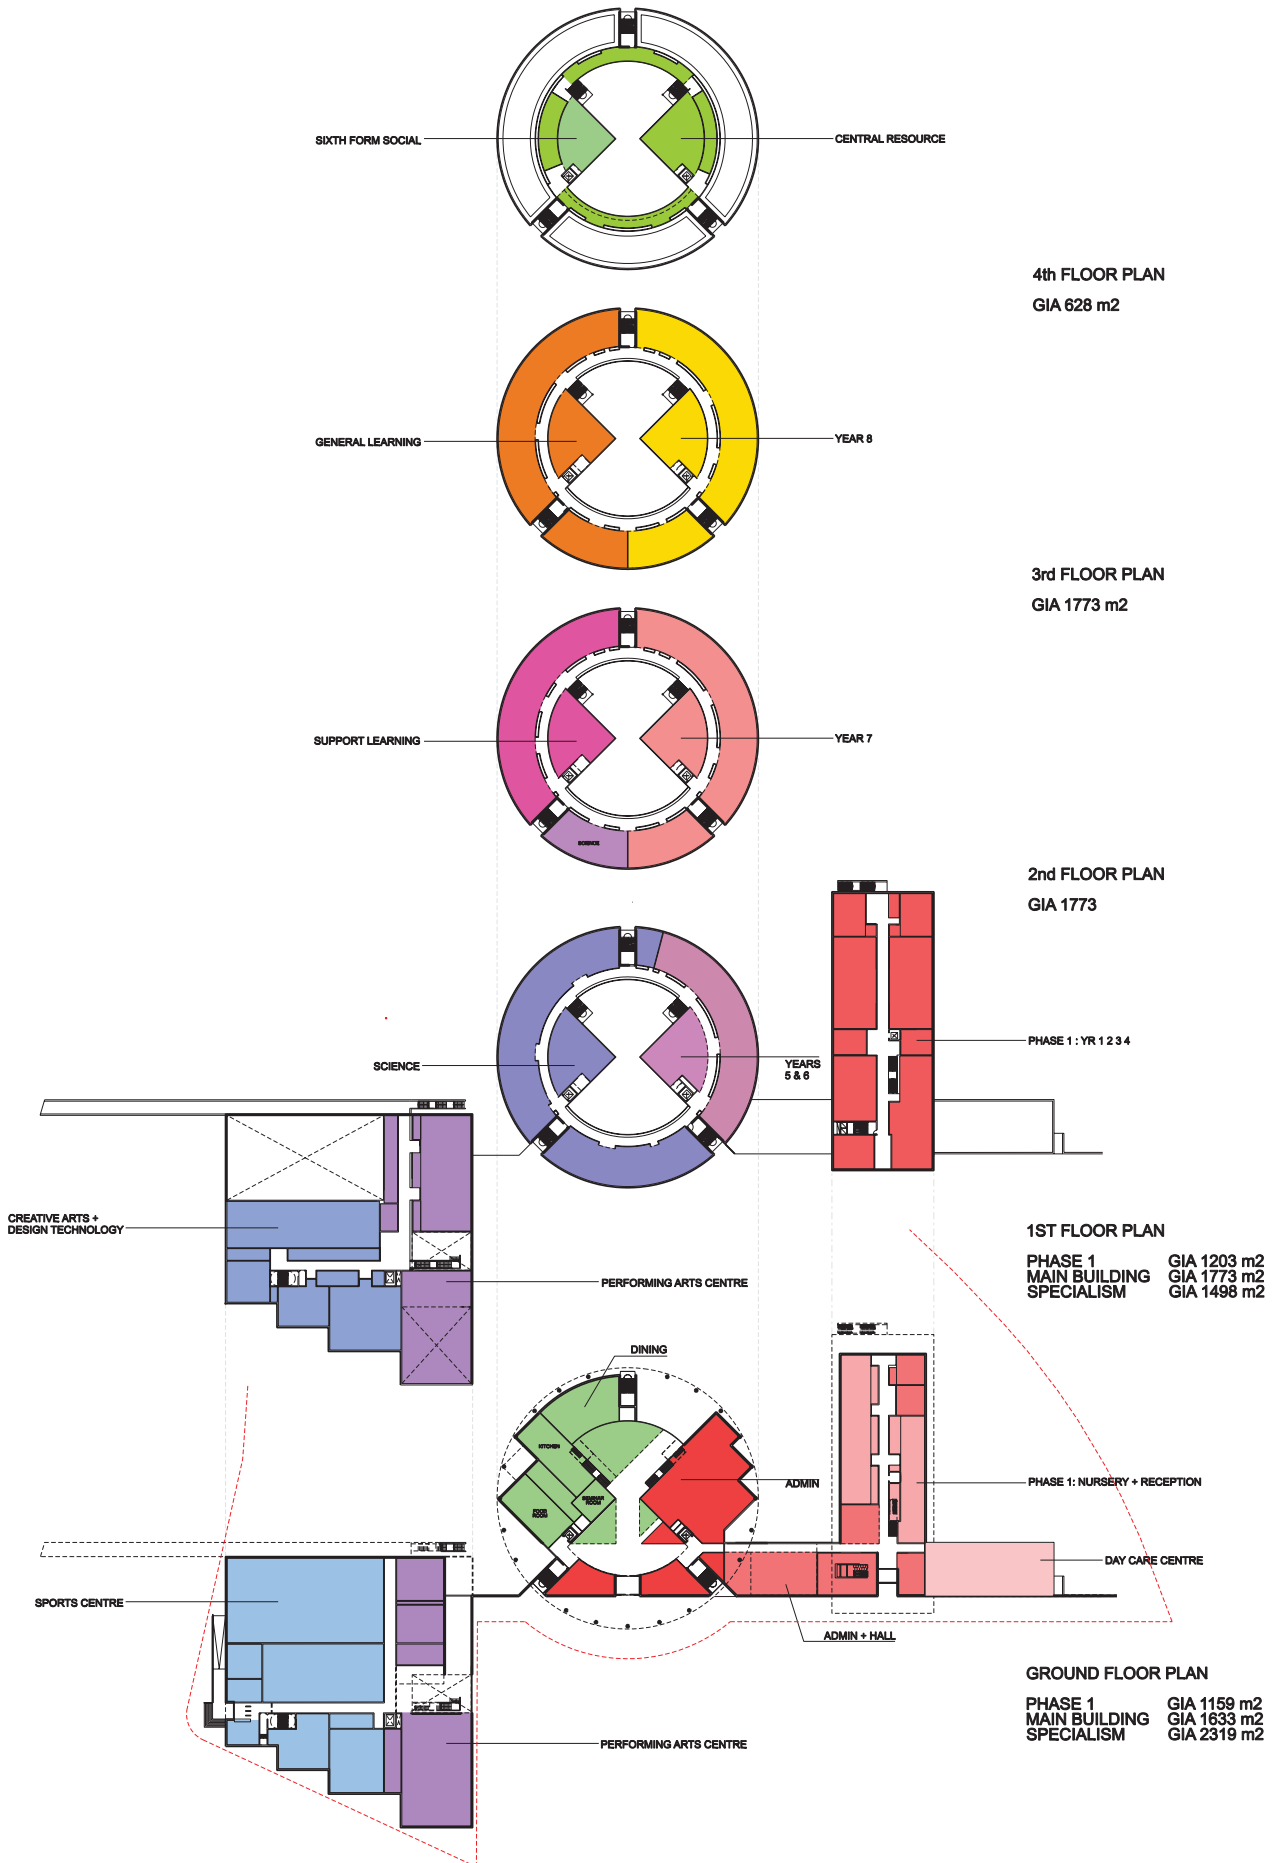 SIXTH FORM SOCIAL
CENTRAL RESOURCE
4th FLOOR PLAN
GIA 628 m2
GENERAL LEARNING
YEAR 8
3rd FLOOR PLAN
GIA 1773 m2
SUPPORT LEARNING
YEAR 7
SCIENCE
2nd FLOOR PLAN
GIA 1773
PHASE 1 : YR 1 2 3 4
SCIENCE
YEARS
5 & 6
CREATIVE ARTS +
DESIGN TECHNOLOGY
PERFORMING ARTS CENTRE
1ST FLOOR PLAN
PHASE 1 GIA 1203 m2
MAIN BUILDING GIA 1773 m2
SPECIALISM GIA 1498 m2
DINING
KITCHEN
SEMINAR
ROOM
FOOD
ROOM
ADMIN
PHASE 1: NURSERY + RECEPTION
DAY CARE CENTRE
SPORTS CENTRE
ADMIN + HALL
PERFORMING ARTS CENTRE
GROUND FLOOR PLAN
PHASE 1 GIA 1159 m2
MAIN BUILDING GIA 1633 m2
SPECIALISM GIA 2319 m2